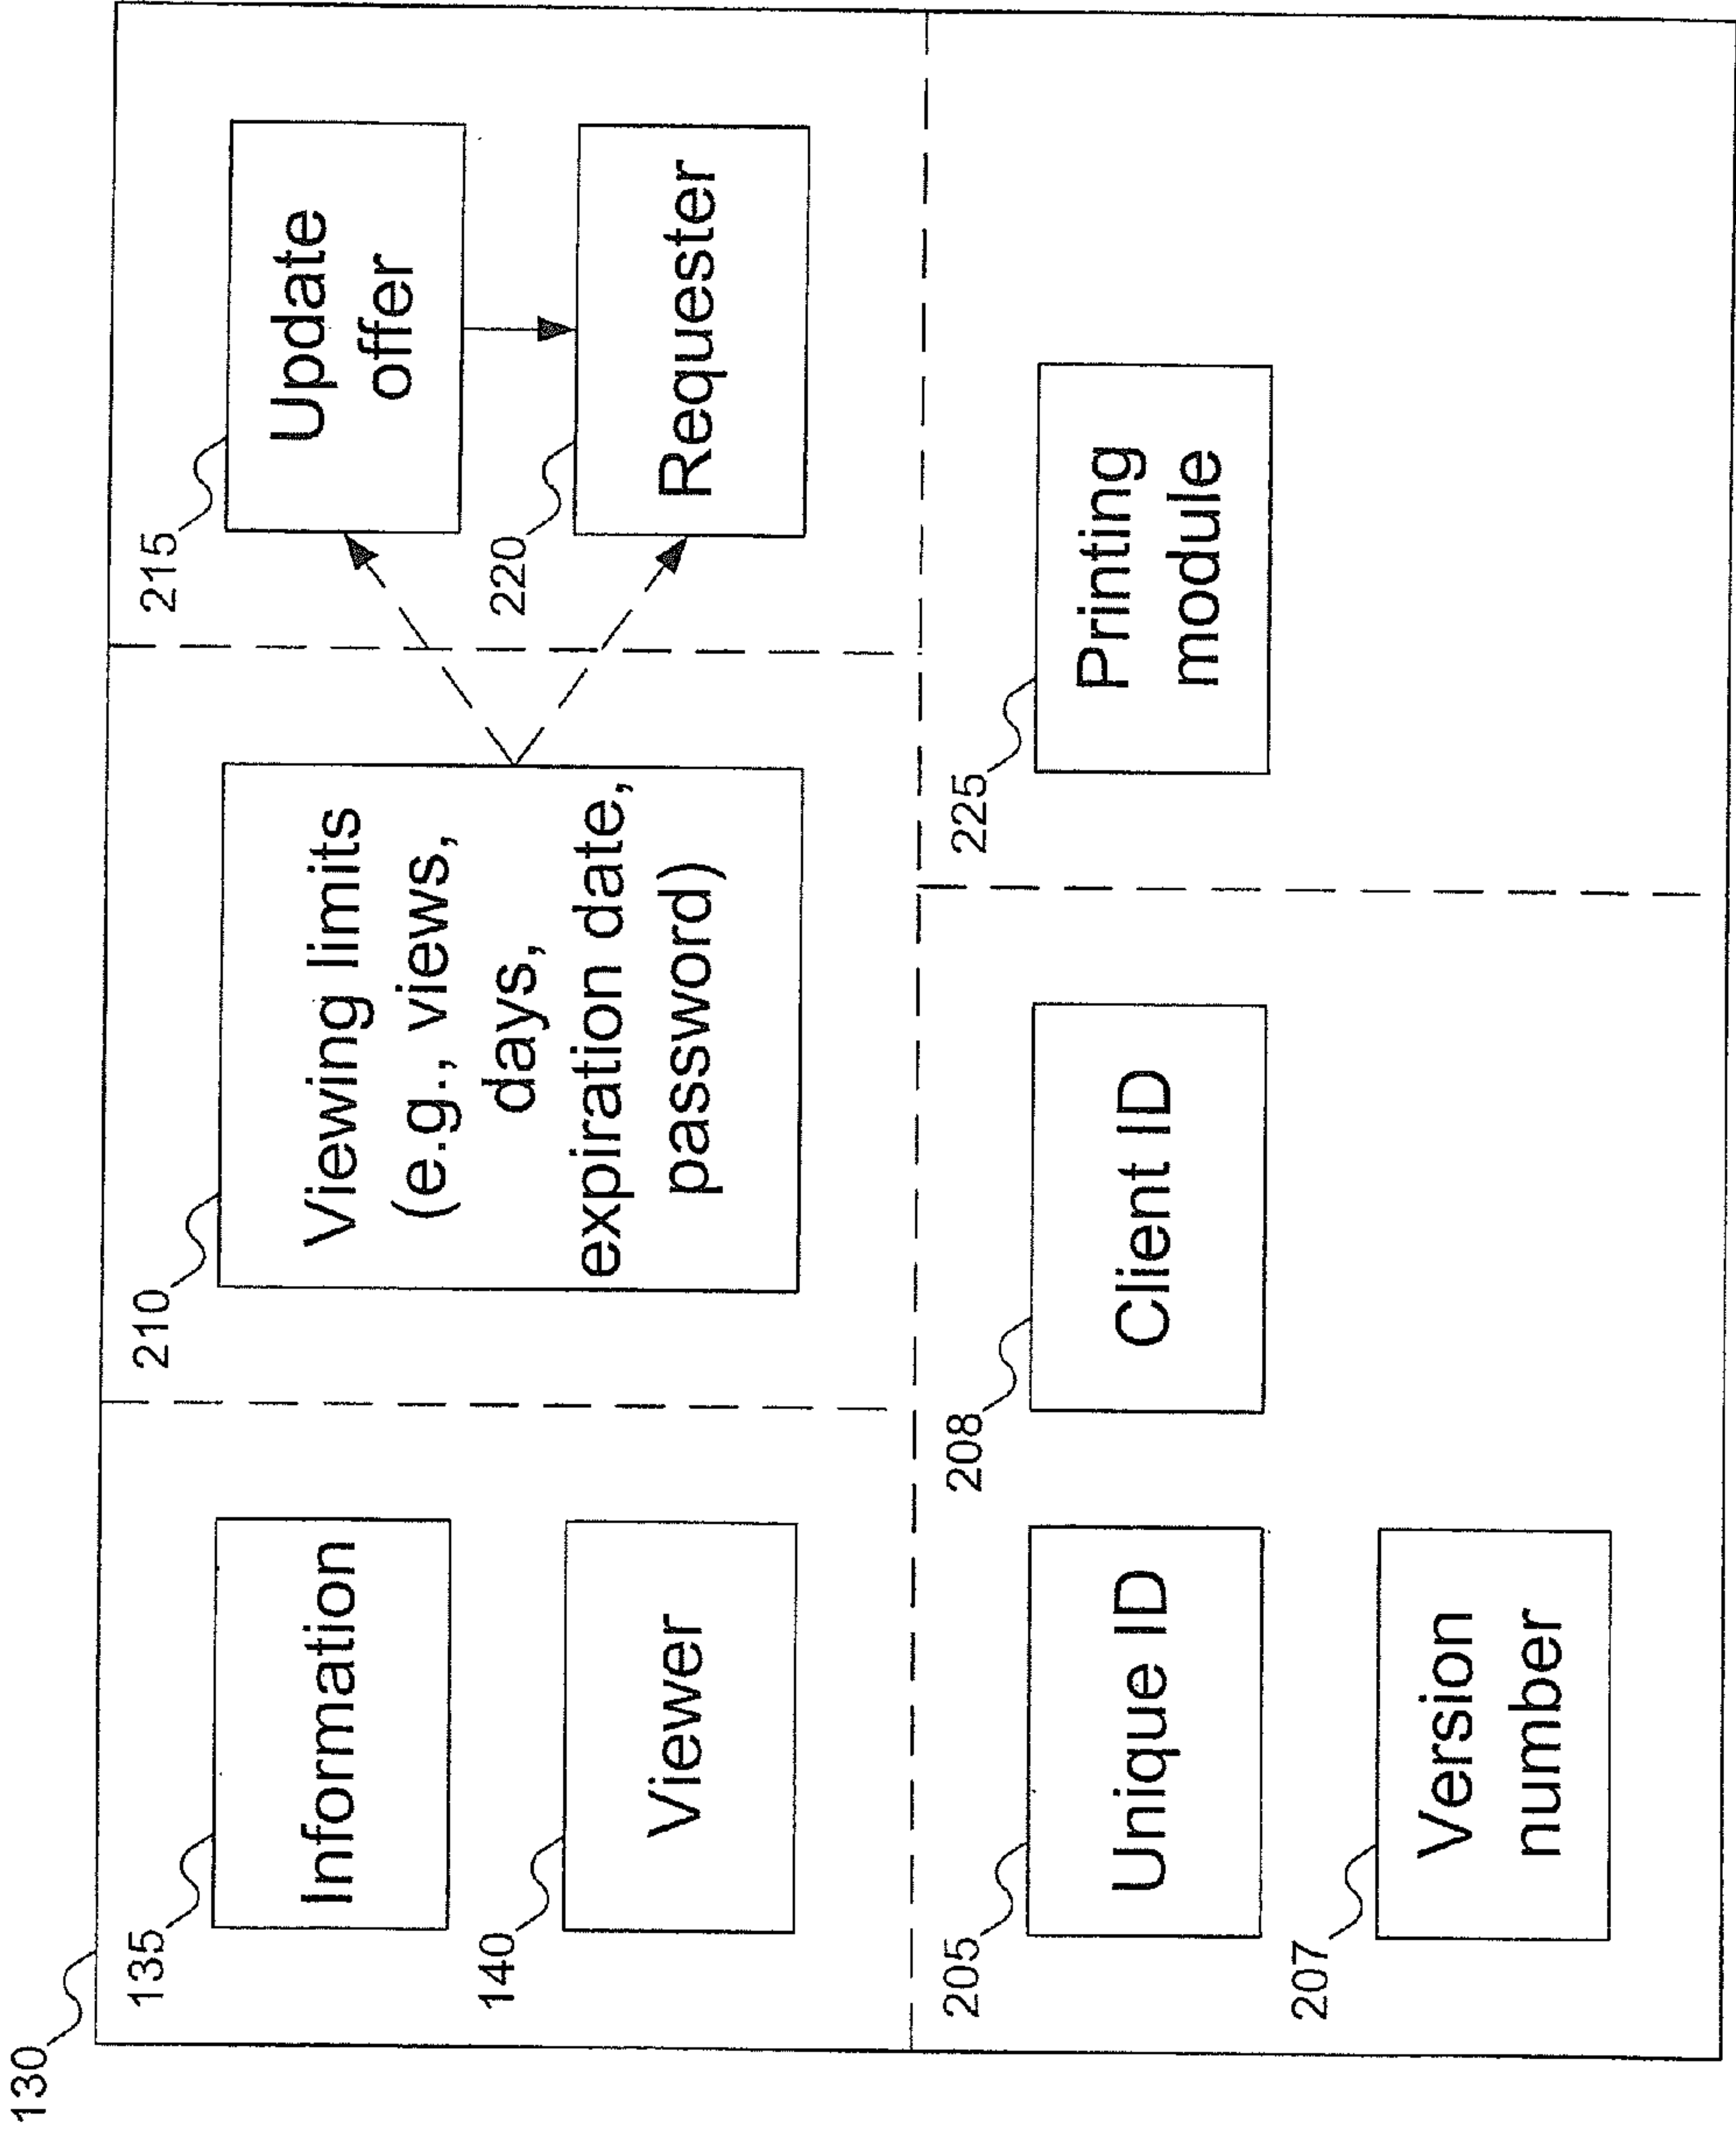 130
135
Information
140
Viewer
210
Viewing limits
(e.g., views,
days,
expiration date,
password)
215
Update
offer
220
Requester
205
Unique ID
207
Version
number
208
Client ID
225
Printing
module